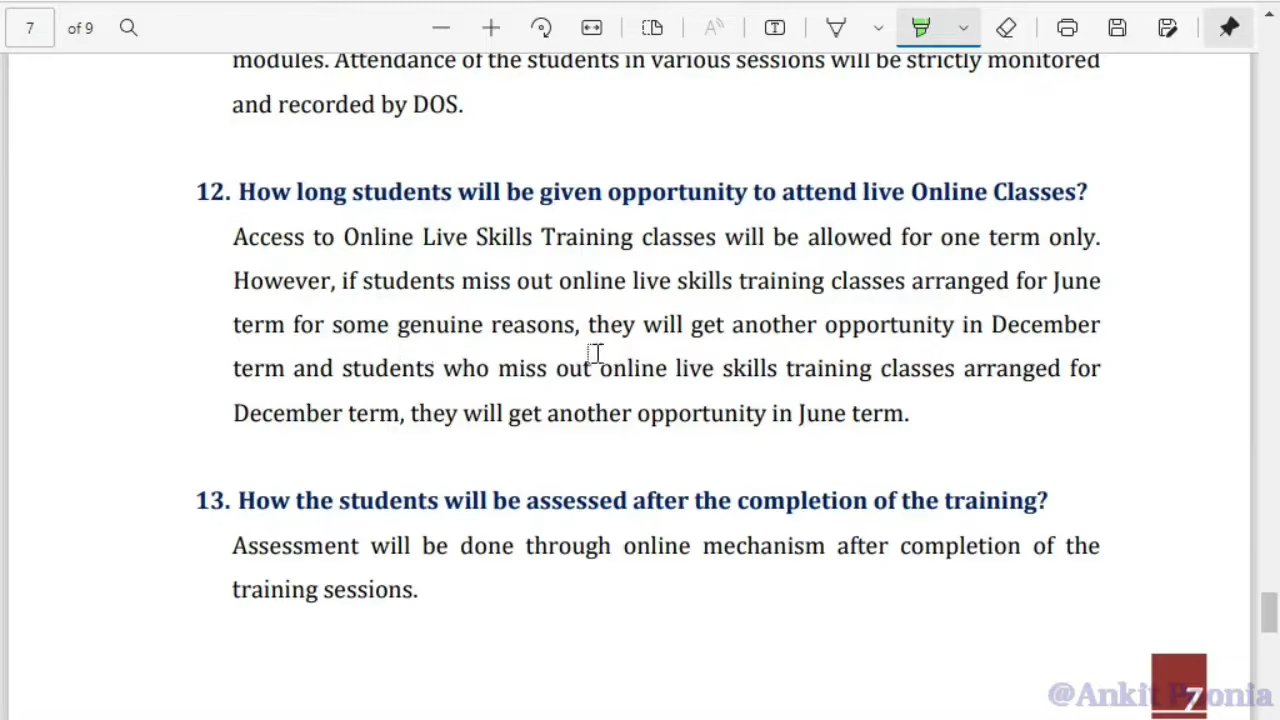 7 of 9
modules. Attendance of the students in various sessions will be strictly monitored
and recorded by DOS.
12. How long students will be given opportunity to attend live Online Classes?
Access to Online Live Skills Training classes will be allowed for one term only.
However, if students miss out online live skills training classes arranged for June
term for some genuine reasons, they will get another opportunity in December
term and students who miss out online live skills training classes arranged for
December term, they will get another opportunity in June term.
13. How the students will be assessed after the completion of the training?
Assessment will be done through online mechanism after completion of the
training sessions.
7
@Ankit Poonia